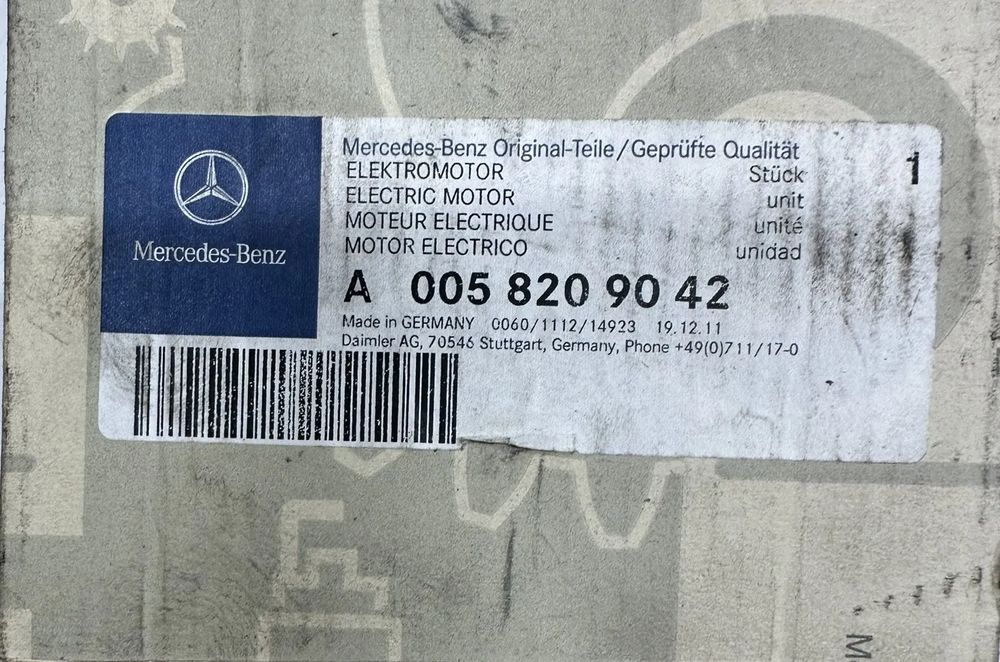 Mercedes-Benz
Mercedes-Benz Original-Teile/Geprüfte Qualität
ELEKTROMOTOR Stück 1
ELECTRIC MOTOR unit
MOTEUR ELECTRIQUE unité
MOTOR ELECTRICO unidad
A 005 820 90 42
Made in GERMANY 0060/1112/14923 19.12.11
Daimler AG, 70546 Stuttgart, Germany, Phone +49(0)711/17-0
M